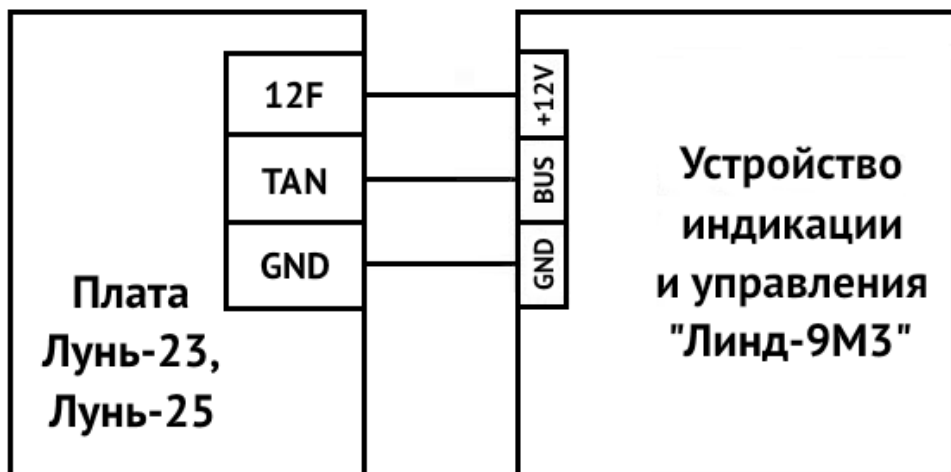 12F
TAN
GND
Плата
Лунь-23,
Лунь-25
+12V
BUS
GND
Устройство
индикации
и управления
"Линд-9М3"